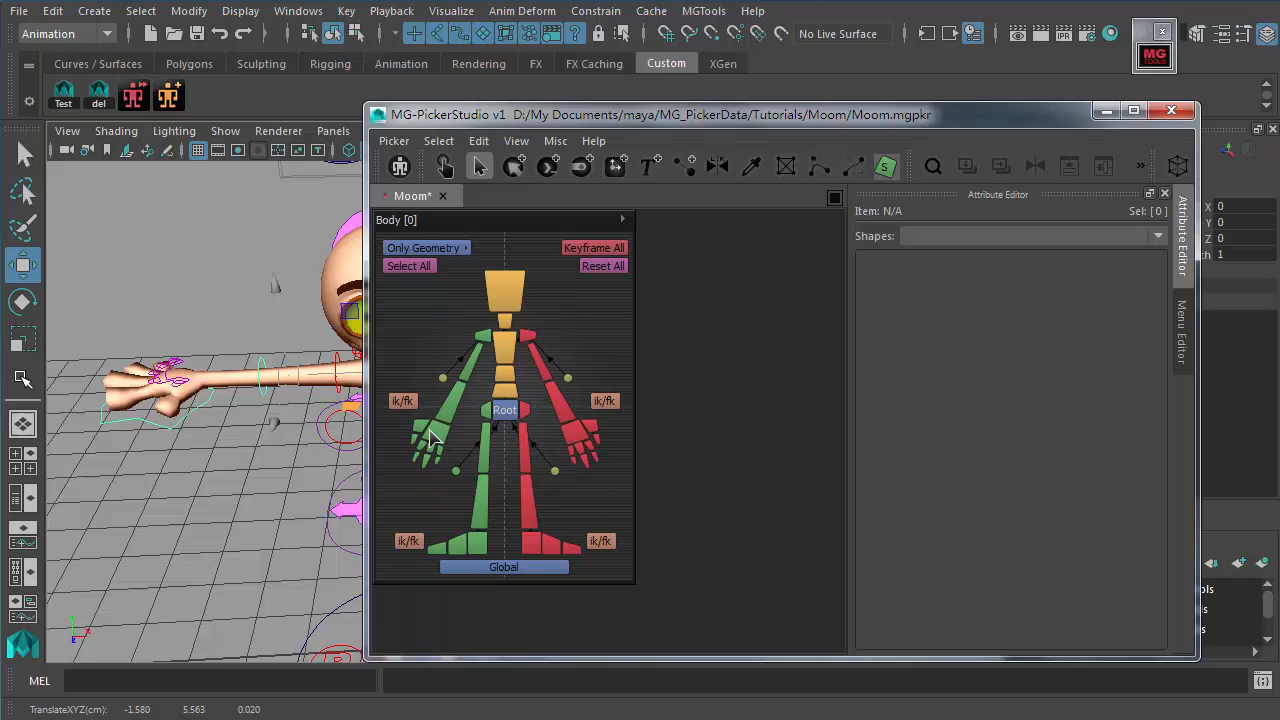 File Edit Create Select Modify Display Windows Key Playback Visualize Anim Deform Constrain Cache MGTools Help
Animation No Live Surface
MG TOOLS
Curves / Surfaces Polygons Sculpting Rigging Animation Rendering FX FX Caching Custom XGen
Test del
MG-PickerStudio v1 D:/My Documents/maya/MG_PickerData/Tutorials/Moom/Moom.mgpkr
View Shading Lighting Show Renderer Panels
Picker Select Edit View Misc Help
IPR
T S
Moom*
Attribute Editor
Body [0]
Item: N/A Sel: [ 0 ]
Shapes:
Only Geometry Keyframe All
Select All Reset All
ik/fk ik/fk
Root
ik/fk ik/fk
Global
Attribute Editor
Menu Editor
X 0
Y 0
Z 0
th 1
ols
s
s
MEL
TranslateXYZ(cm): -1.580 5.563 0.020